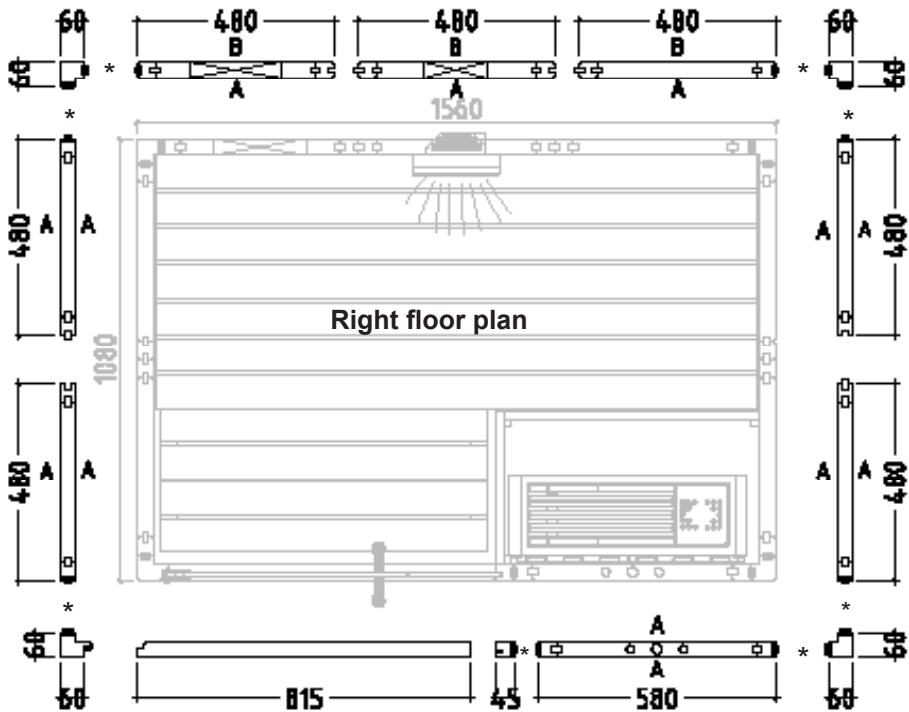 60 480 480 480 60
B B B
60 * * 60
A A A
* 1560 *
480 A A A A 480
Right floor plan
1080
480 A A A A 480
* *
60 A 60
* *
A
60 815 45 580 60